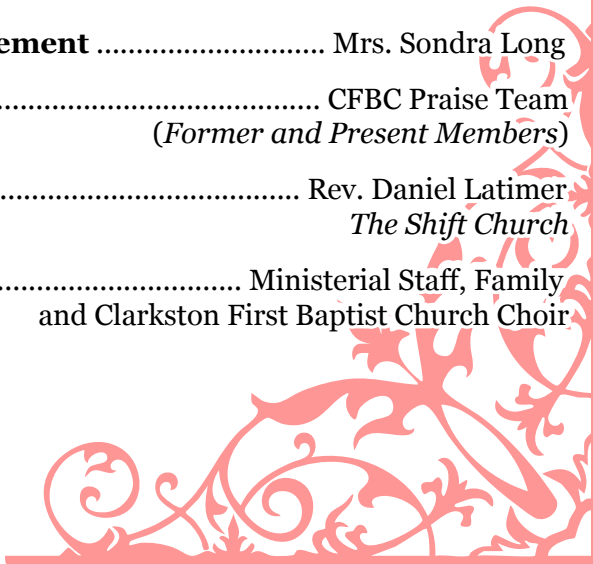 ement ........................... Mrs. Sondra Long
...................................... CFBC Praise Team
(Former and Present Members)
.................................... Rev. Daniel Latimer
The Shift Church
............................. Ministerial Staff, Family
and Clarkston First Baptist Church Choir